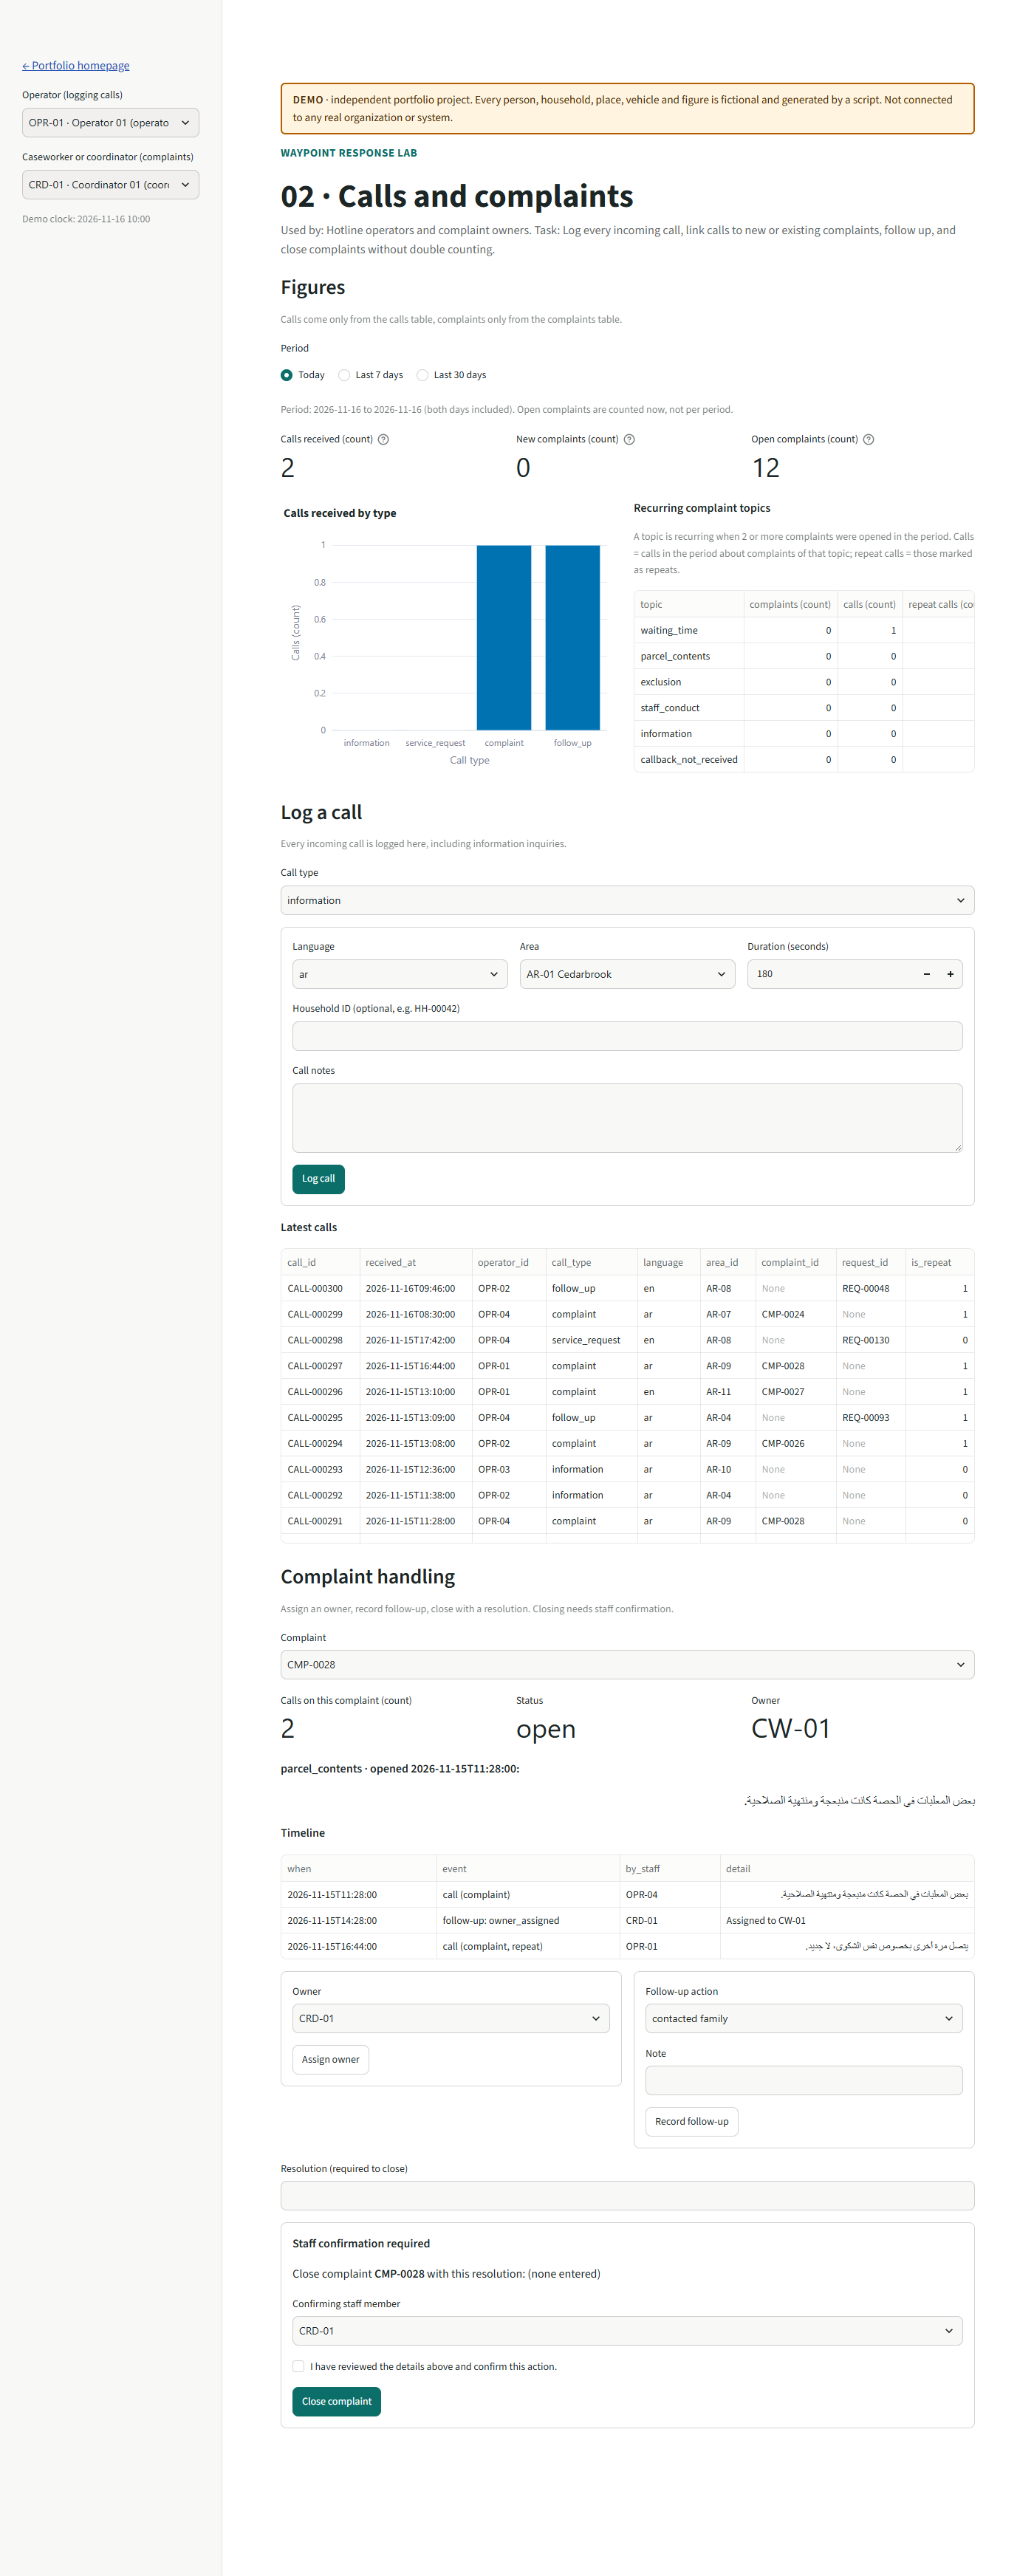 ← Portfolio homepage
Operator (logging calls)
OPR-01 · Operator 01 (operato
Caseworker or coordinator (complaints)
CRD-01 · Coordinator 01 (coor
Demo clock: 2026-11-16 10:00
DEMO · independent portfolio project. Every person, household, place, vehicle and figure is fictional and generated by a script. Not connected
to any real organization or system.
WAYPOINT RESPONSE LAB
02 · Calls and complaints
Used by: Hotline operators and complaint owners. Task: Log every incoming call, link calls to new or existing complaints, follow up, and
close complaints without double counting.
Figures
Calls come only from the calls table, complaints only from the complaints table.
Period
Today Last 7 days Last 30 days
Period: 2026-11-16 to 2026-11-16 (both days included). Open complaints are counted now, not per period.
Calls received (count) New complaints (count) Open complaints (count)
2 0 12
Calls received by type
1
0.8
0.6
0.4
0.2
0
Calls (count)
information service_request complaint follow_up
Call type
Recurring complaint topics
A topic is recurring when 2 or more complaints were opened in the period. Calls
= calls in the period about complaints of that topic; repeat calls = those marked
as repeats.
topic complaints (count) calls (count) repeat calls (co
waiting_time 0 1
parcel_contents 0 0
exclusion 0 0
staff_conduct 0 0
information 0 0
callback_not_received 0 0
Log a call
Every incoming call is logged here, including information inquiries.
Call type
information
Language Area Duration (seconds)
ar AR-01 Cedarbrook 180 − +
Household ID (optional, e.g. HH-00042)
Call notes
Log call
Latest calls
call_id received_at operator_id call_type language area_id complaint_id request_id is_repeat
CALL-000300 2026-11-16T09:46:00 OPR-02 follow_up en AR-08 None REQ-00048 1
CALL-000299 2026-11-16T08:30:00 OPR-04 complaint ar AR-07 CMP-0024 None 1
CALL-000298 2026-11-15T17:42:00 OPR-04 service_request en AR-08 None REQ-00130 0
CALL-000297 2026-11-15T16:44:00 OPR-01 complaint ar AR-09 CMP-0028 None 1
CALL-000296 2026-11-15T13:10:00 OPR-01 complaint en AR-11 CMP-0027 None 1
CALL-000295 2026-11-15T13:09:00 OPR-04 follow_up ar AR-04 None REQ-00093 1
CALL-000294 2026-11-15T13:08:00 OPR-02 complaint ar AR-09 CMP-0026 None 1
CALL-000293 2026-11-15T12:36:00 OPR-03 information ar AR-10 None None 0
CALL-000292 2026-11-15T11:38:00 OPR-02 information ar AR-04 None None 0
CALL-000291 2026-11-15T11:28:00 OPR-04 complaint ar AR-09 CMP-0028 None 0
Complaint handling
Assign an owner, record follow-up, close with a resolution. Closing needs staff confirmation.
Complaint
CMP-0028
Calls on this complaint (count) Status Owner
2 open CW-01
parcel_contents · opened 2026-11-15T11:28:00:
بعض المعلبات في الحصة كانت منبعجة ومنتهية الصلاحية.
Timeline
when event by_staff detail
2026-11-15T11:28:00 call (complaint) OPR-04 بعض المعلبات في الحصة كانت منبعجة ومنتهية الصلاحية.
2026-11-15T14:28:00 follow-up: owner_assigned CRD-01 Assigned to CW-01
2026-11-15T16:44:00 call (complaint, repeat) OPR-01 يتصل مرة أخرى بخصوص نفس الشكوى، لا جديد.
Owner
CRD-01
Assign owner
Follow-up action
contacted family
Note
Record follow-up
Resolution (required to close)
Staff confirmation required
Close complaint CMP-0028 with this resolution: (none entered)
Confirming staff member
CRD-01
I have reviewed the details above and confirm this action.
Close complaint